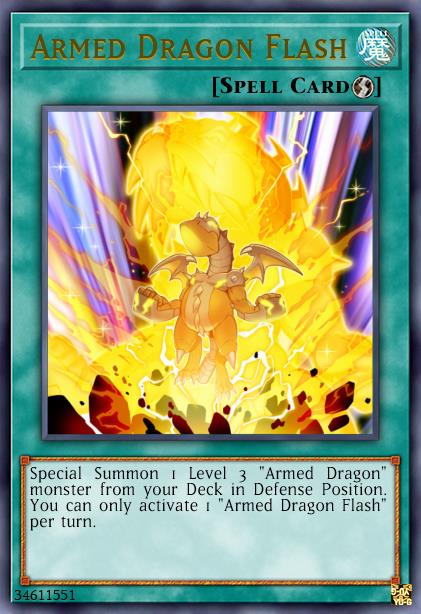 ARMED DRAGON FLASH
SPELL
魔
[SPELL CARD]
Special Summon 1 Level 3 "Armed Dragon"
monster from your Deck in Defense Position.
You can only activate 1 "Armed Dragon Flash"
per turn.
34611551